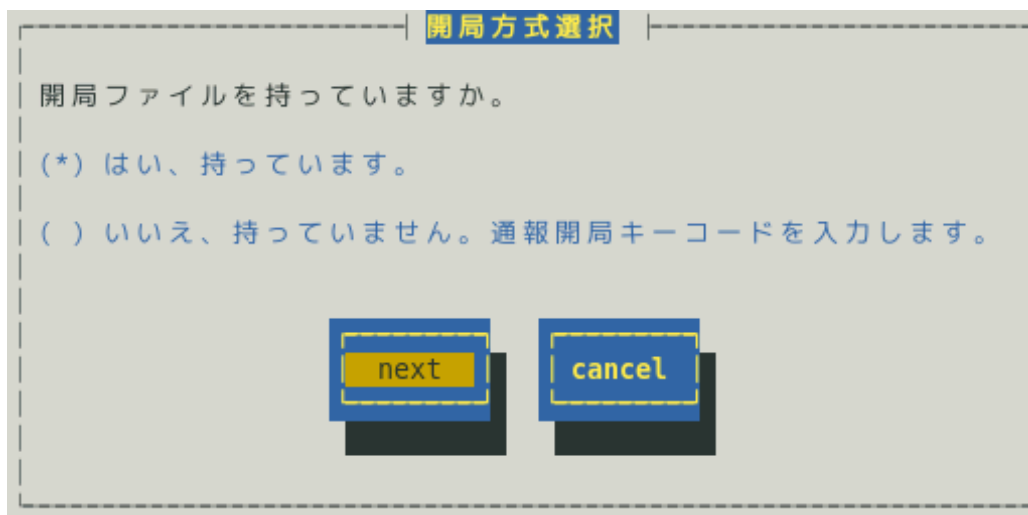 開局方式選択
開局ファイルを持っていますか。
(*) はい、持っています。
( ) いいえ、持っていません。通報開局キーコードを入力します。
next cancel